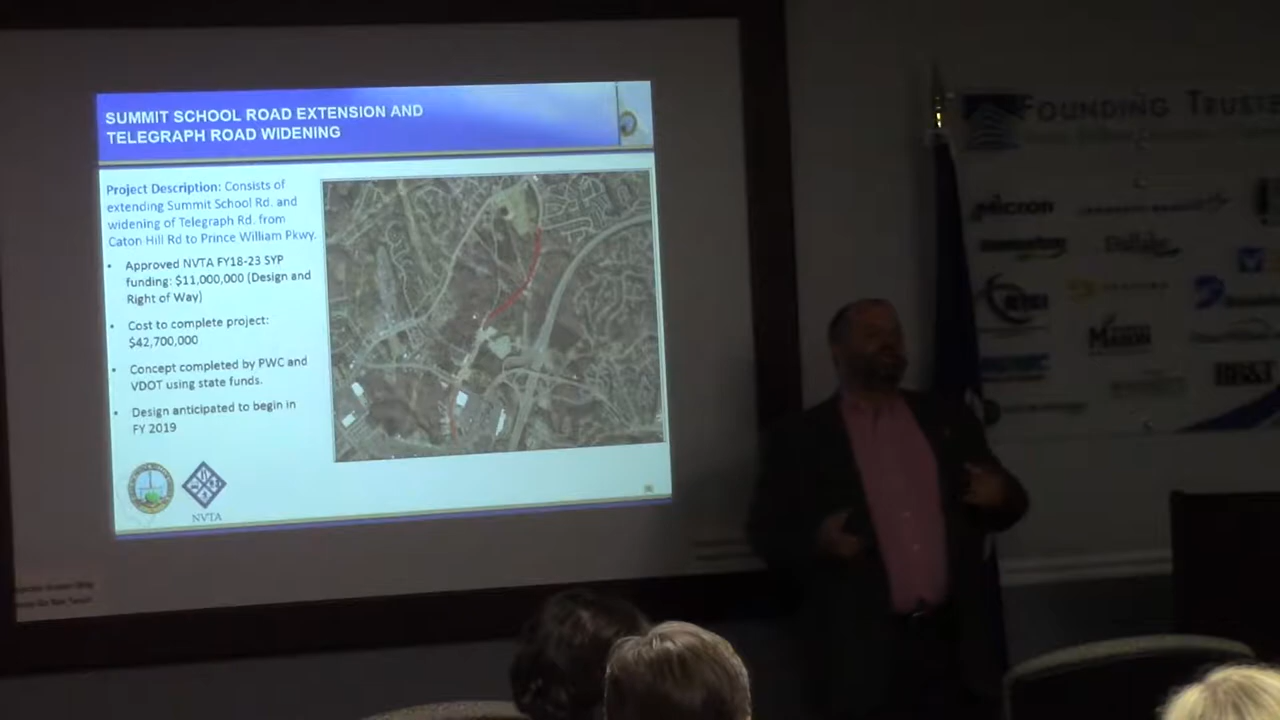 SUMMIT SCHOOL ROAD EXTENSION AND
TELEGRAPH ROAD WIDENING
Project Description: Consists of
extending Summit School Rd. and
widening of Telegraph Rd. from
Caton Hill Rd to Prince William Pkwy.
• Approved NVTA FY18-23 SYP
funding: $11,000,000 (Design and
Right of Way)
• Cost to complete project:
$42,700,000
• Concept completed by PWC and
VDOT using state funds.
• Design anticipated to begin in
FY 2019
NVTA
FOUNDING
MICRON
MASON
BB&T